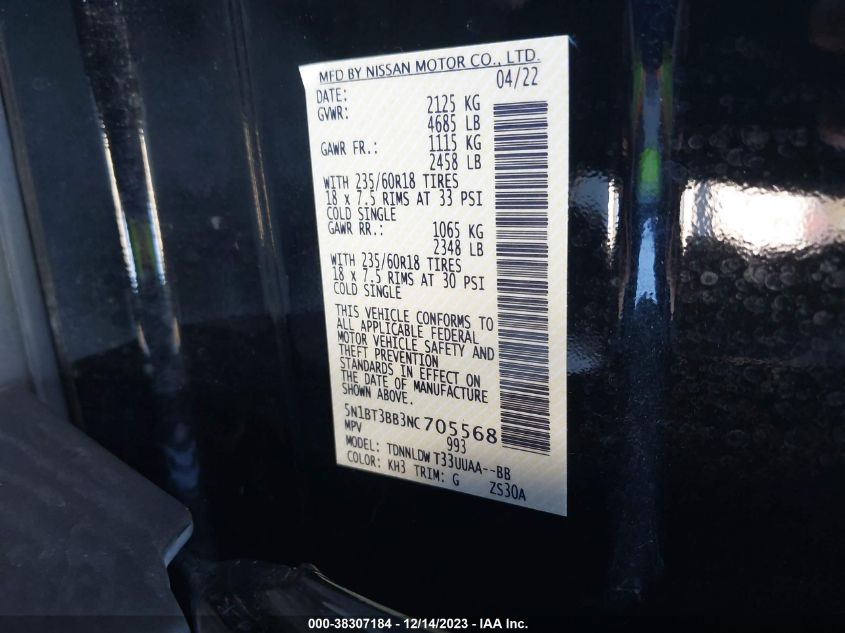 MFD BY NISSAN MOTOR CO., LTD.
DATE: 04/22
GVWR: 2125 KG
4685 LB
GAWR FR.: 1115 KG
2458 LB
WITH 235/60R18 TIRES
18 x 7.5 RIMS AT 33 PSI
COLD SINGLE
GAWR RR.: 1065 KG
2348 LB
WITH 235/60R18 TIRES
18 x 7.5 RIMS AT 30 PSI
COLD SINGLE
THIS VEHICLE CONFORMS TO
ALL APPLICABLE FEDERAL
MOTOR VEHICLE SAFETY AND
THEFT PREVENTION
STANDARDS IN EFFECT ON
THE DATE OF MANUFACTURE
SHOWN ABOVE.
5N1BT3BB3NC705568
MPV 993
MODEL: TDNNLDWT33UUAA--BB
COLOR: KH3 TRIM: G ZS30A
000-38307184 - 12/14/2023 - IAA Inc.